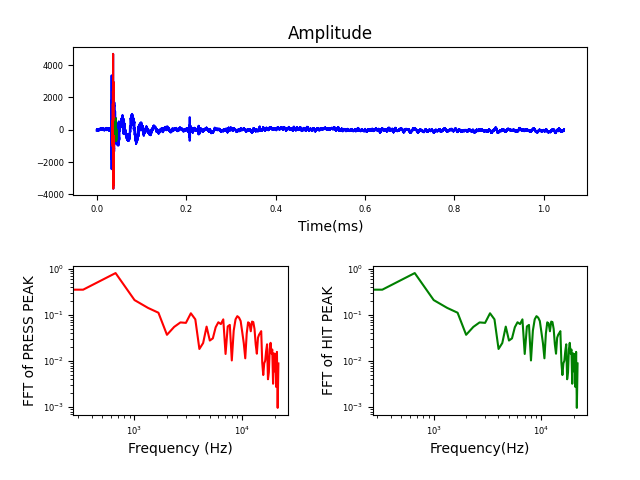 Amplitude
4000
2000
0
−2000
−4000
0.0 0.2 0.4 0.6 0.8 1.0
Time(ms)
FFT of PRESS PEAK
10⁰
10⁻¹
10⁻²
10⁻³
10³ 10⁴
Frequency (Hz)
FFT of HIT PEAK
10⁰
10⁻¹
10⁻²
10⁻³
10³ 10⁴
Frequency(Hz)